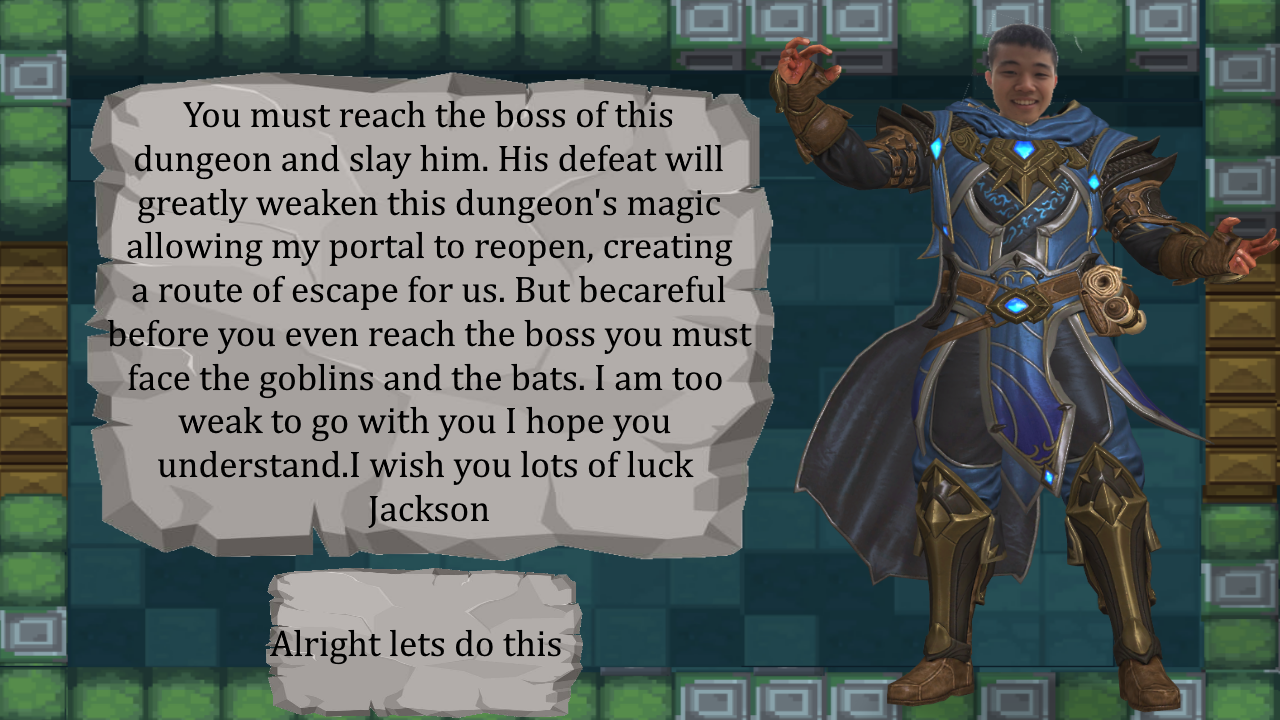 You must reach the boss of this
dungeon and slay him. His defeat will
greatly weaken this dungeon's magic
allowing my portal to reopen, creating
a route of escape for us. But becareful
before you even reach the boss you must
face the goblins and the bats. I am too
weak to go with you I hope you
understand.I wish you lots of luck
Jackson
Alright lets do this